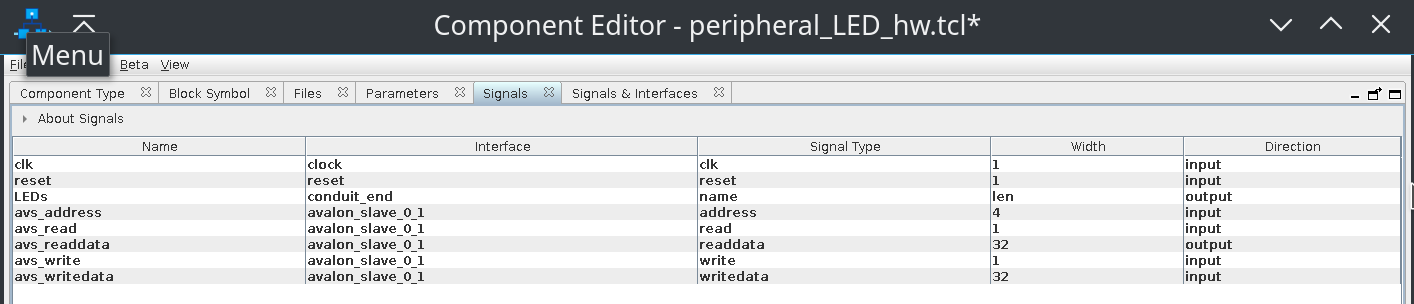 Component Editor - peripheral_LED_hw.tcl*
Menu
File Beta View
Component Type Block Symbol Files Parameters Signals Signals & Interfaces
About Signals
Name Interface Signal Type Width Direction
clk clock clk 1 input
reset reset reset 1 input
LEDs conduit_end name len output
avs_address avalon_slave_0_1 address 4 input
avs_read avalon_slave_0_1 read 1 input
avs_readdata avalon_slave_0_1 readdata 32 output
avs_write avalon_slave_0_1 write 1 input
avs_writedata avalon_slave_0_1 writedata 32 input